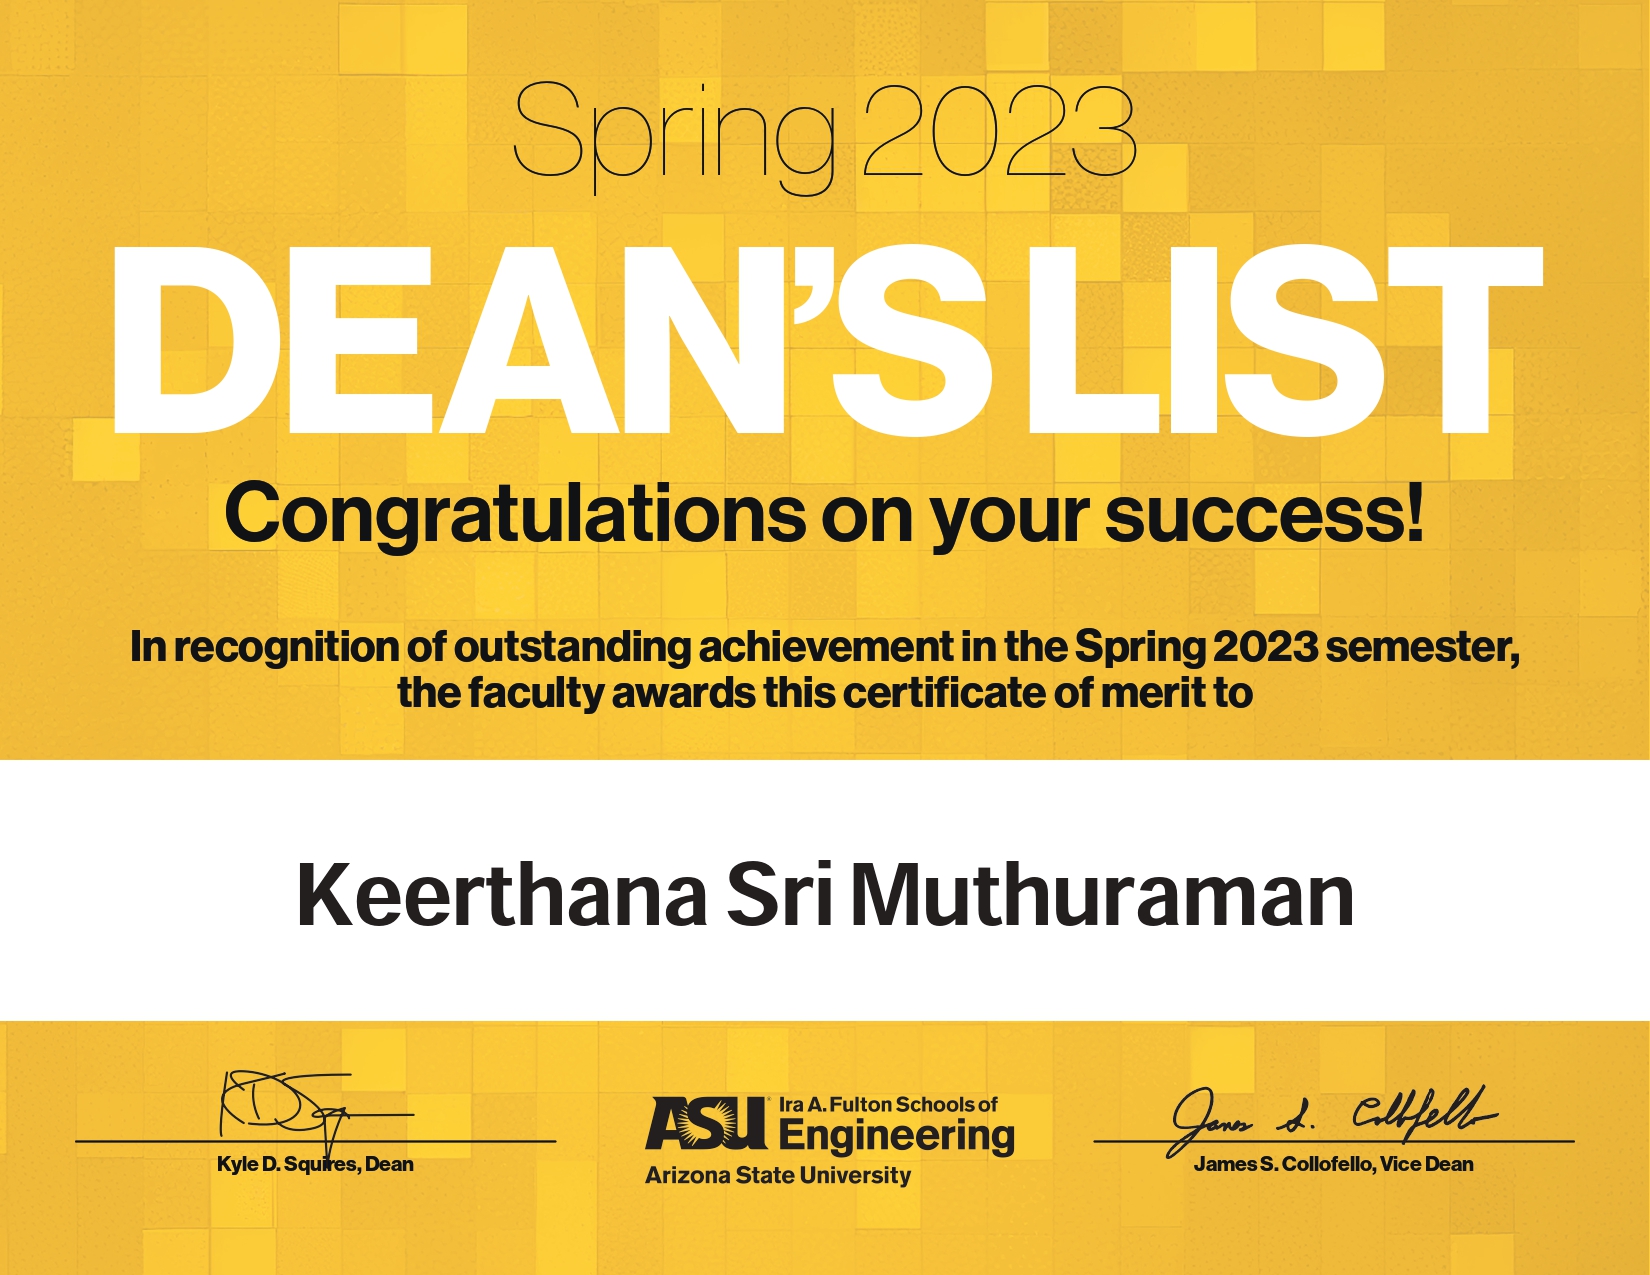 Spring 2023
DEAN'S LIST
Congratulations on your success!
In recognition of outstanding achievement in the Spring 2023 semester,
the faculty awards this certificate of merit to
Keerthana Sri Muthuraman
Kyle D. Squires, Dean
ASU Ira A. Fulton Schools of
Engineering
Arizona State University
James S. Collofello
James S. Collofello, Vice Dean